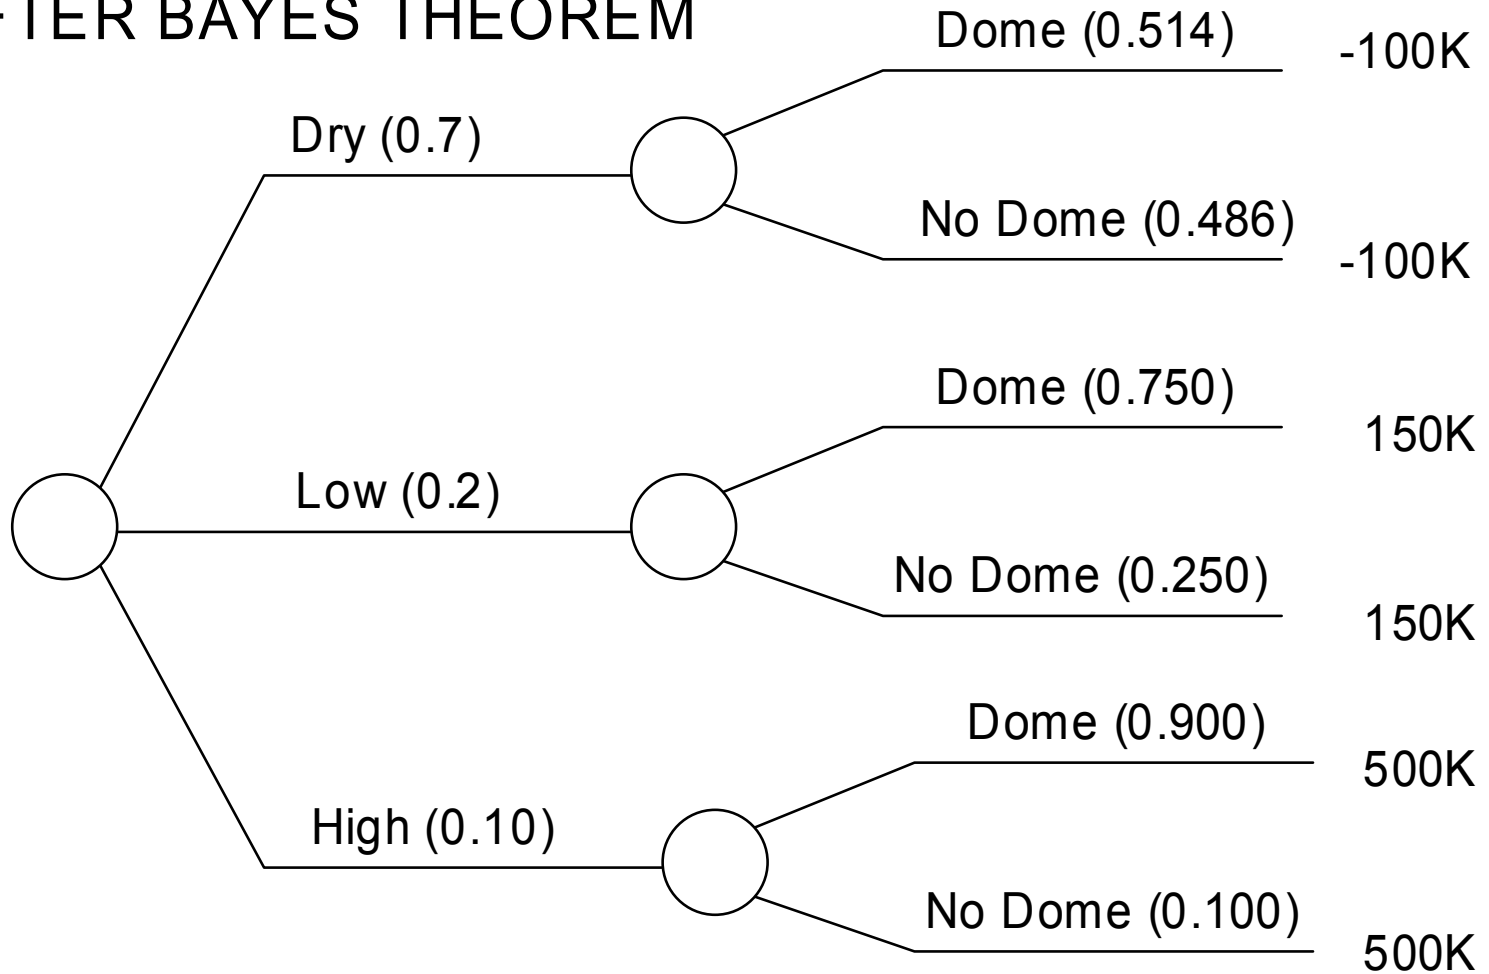 TER BAYES THEOREM
Dome (0.514)
-100K
Dry (0.7)
No Dome (0.486)
-100K
Dome (0.750)
150K
Low (0.2)
No Dome (0.250)
150K
Dome (0.900)
500K
High (0.10)
No Dome (0.100)
500K